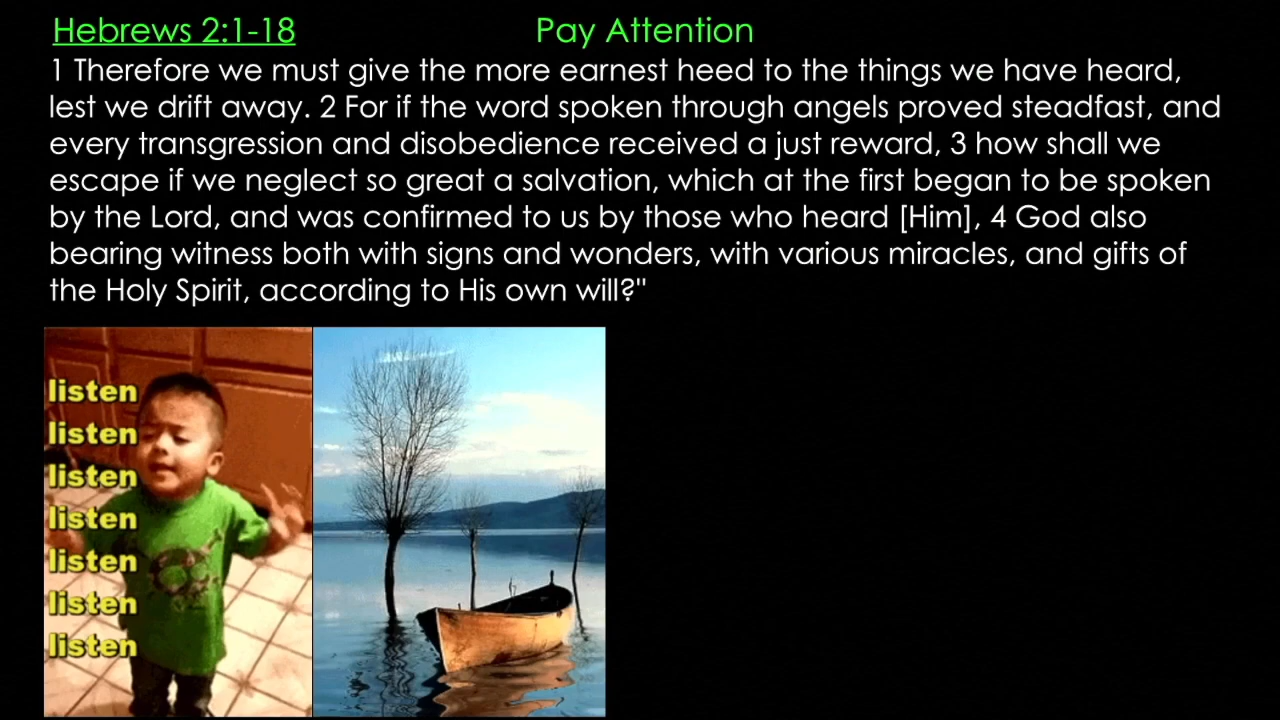 Hebrews 2:1-18 Pay Attention
1 Therefore we must give the more earnest heed to the things we have heard,
lest we drift away. 2 For if the word spoken through angels proved steadfast, and
every transgression and disobedience received a just reward, 3 how shall we
escape if we neglect so great a salvation, which at the first began to be spoken
by the Lord, and was confirmed to us by those who heard [Him], 4 God also
bearing witness both with signs and wonders, with various miracles, and gifts of
the Holy Spirit, according to His own will?"
listen
listen
listen
listen
listen
listen
listen